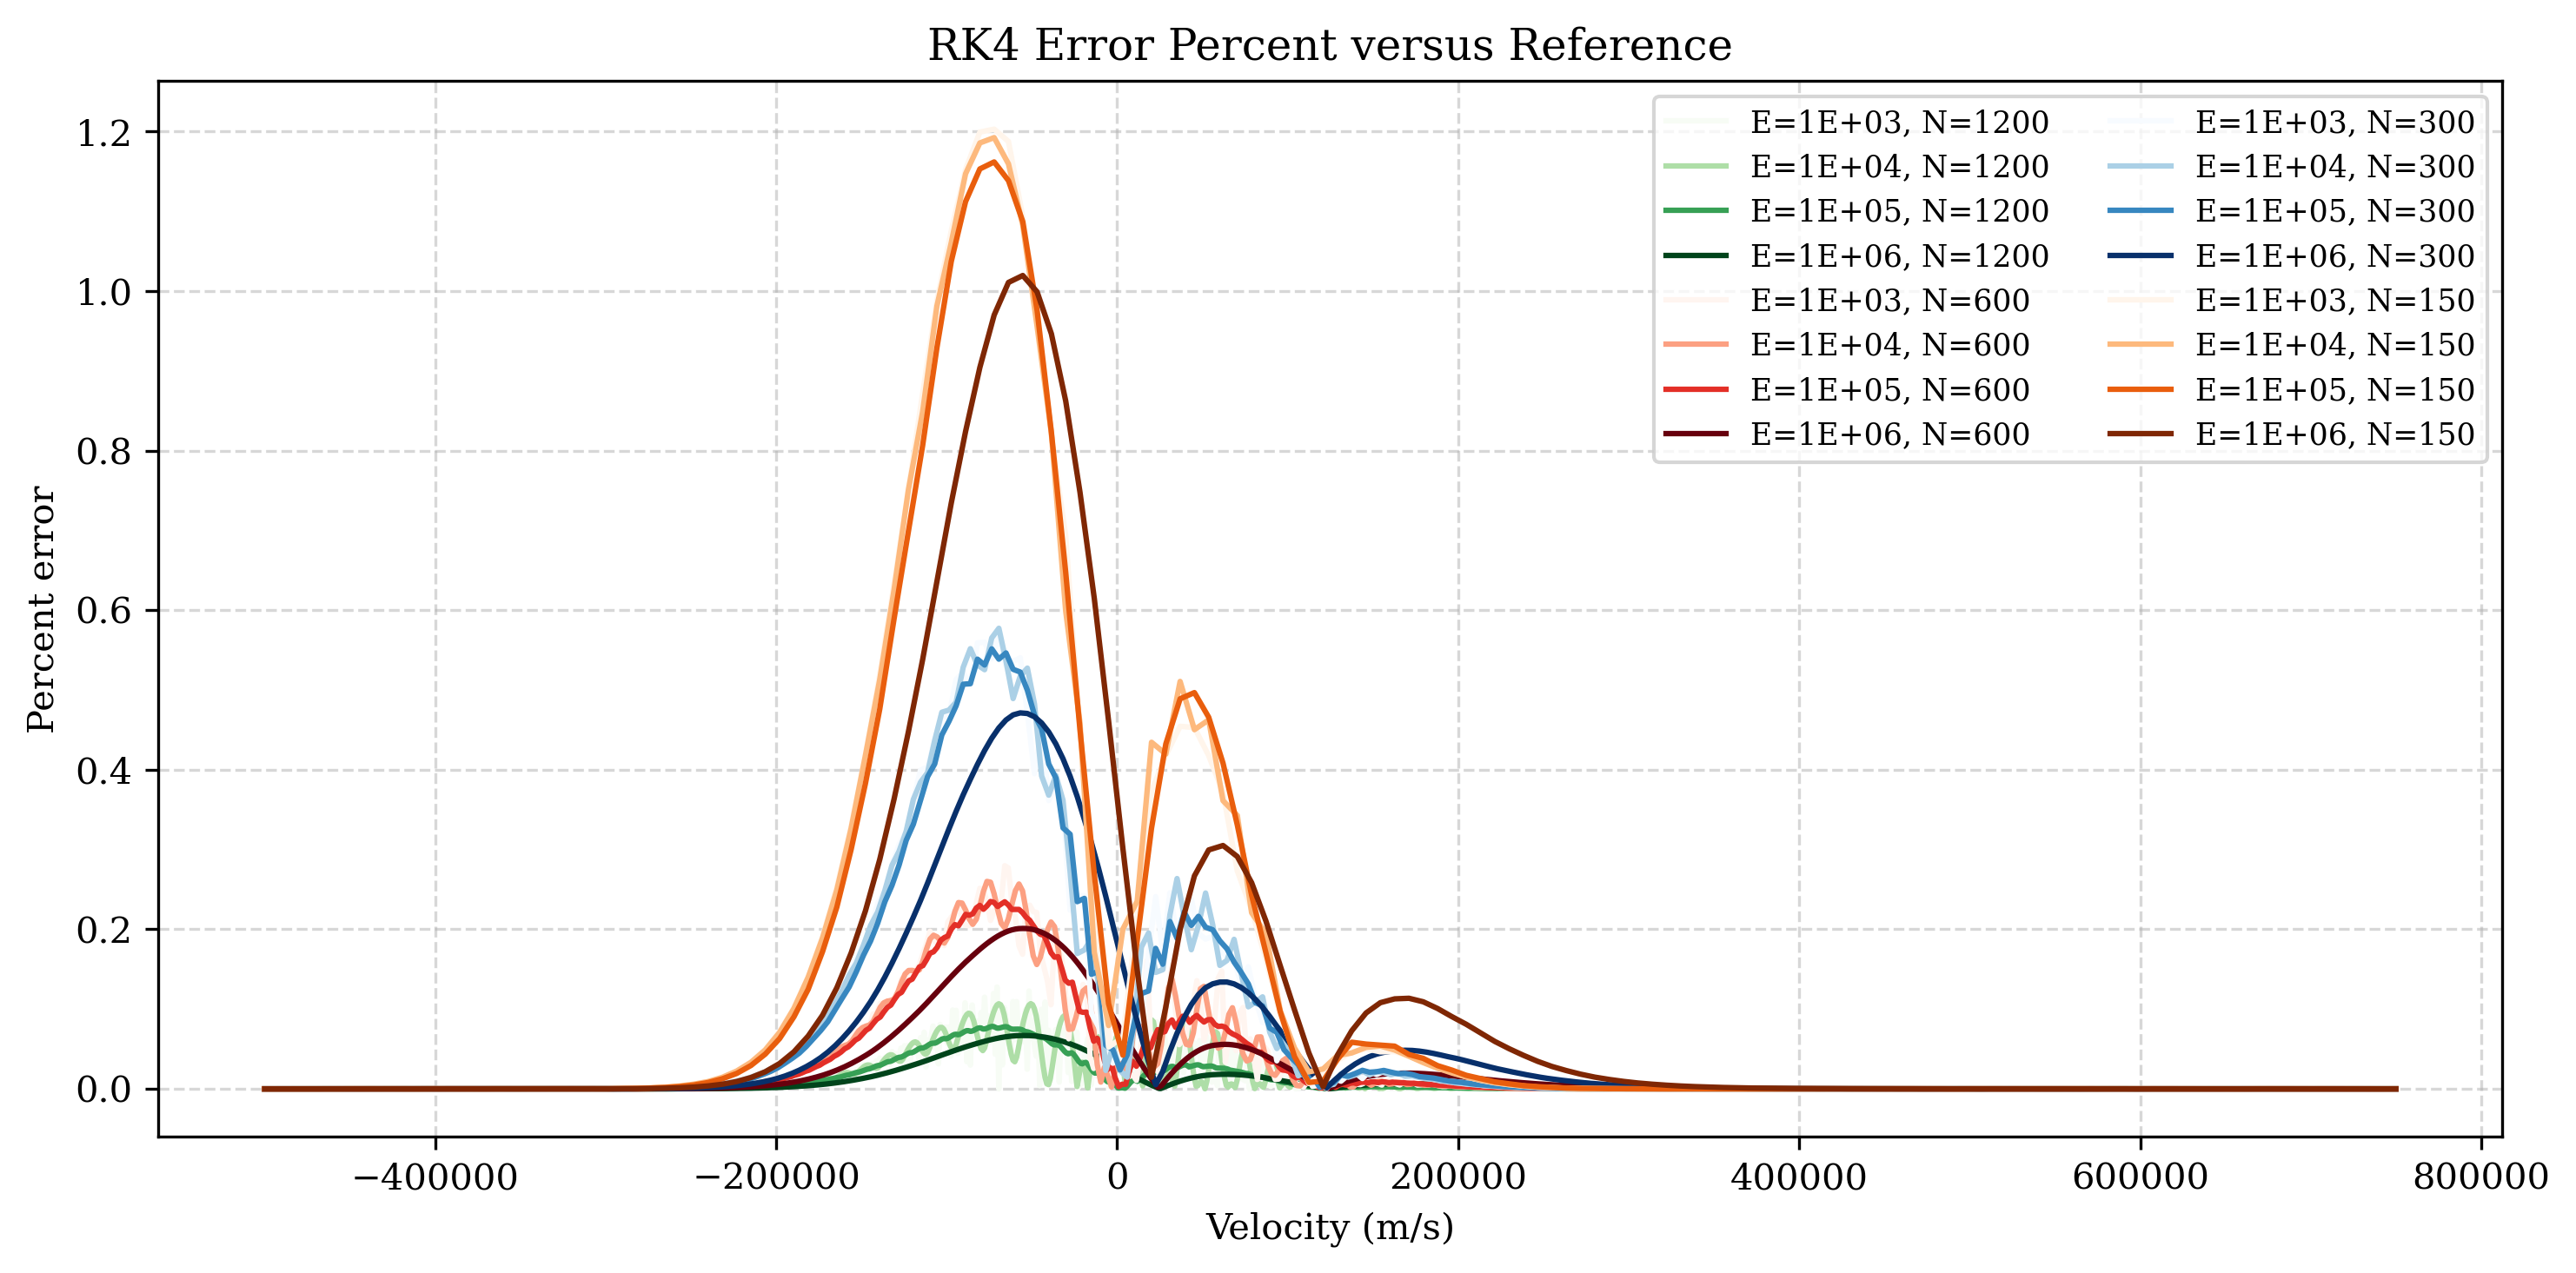 RK4 Error Percent versus Reference
1.2
1.0
0.8
0.6
0.4
0.2
0.0
Percent error
E=1E+03, N=1200
E=1E+04, N=1200
E=1E+05, N=1200
E=1E+06, N=1200
E=1E+03, N=600
E=1E+04, N=600
E=1E+05, N=600
E=1E+06, N=600
E=1E+03, N=300
E=1E+04, N=300
E=1E+05, N=300
E=1E+06, N=300
E=1E+03, N=150
E=1E+04, N=150
E=1E+05, N=150
E=1E+06, N=150
−400000 −200000 0 200000 400000 600000 800000
Velocity (m/s)